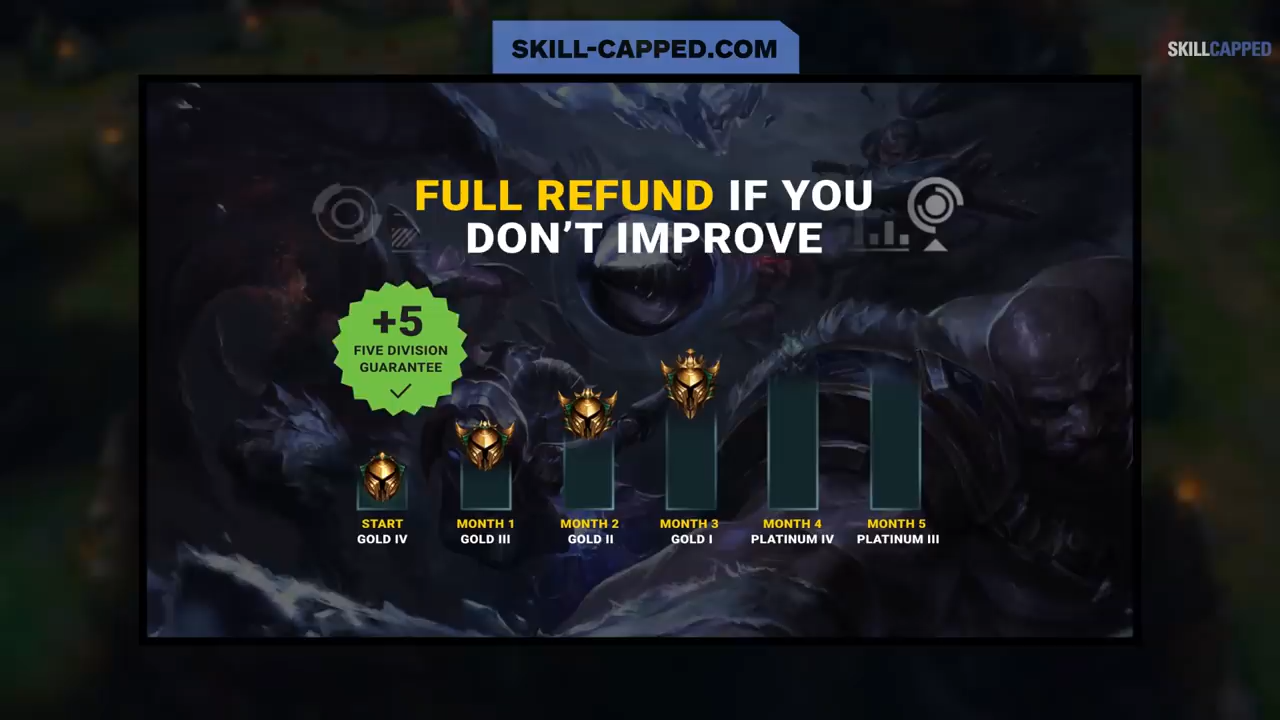 SKILL-CAPPED.COM
SKILLCAPPED
FULL REFUND IF YOU
DON'T IMPROVE
+5
FIVE DIVISION
GUARANTEE
START
GOLD IV
MONTH 1
GOLD III
MONTH 2
GOLD II
MONTH 3
GOLD I
MONTH 4
PLATINUM IV
MONTH 5
PLATINUM III